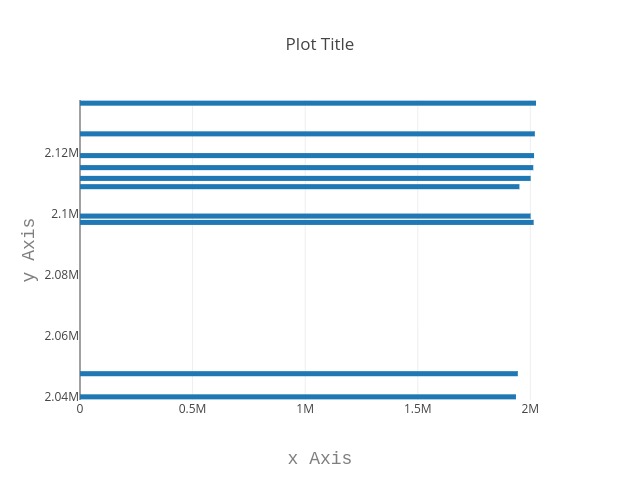 Plot Title
2.12M
2.1M
2.08M
2.06M
2.04M
y Axis
0 0.5M 1M 1.5M 2M
x Axis